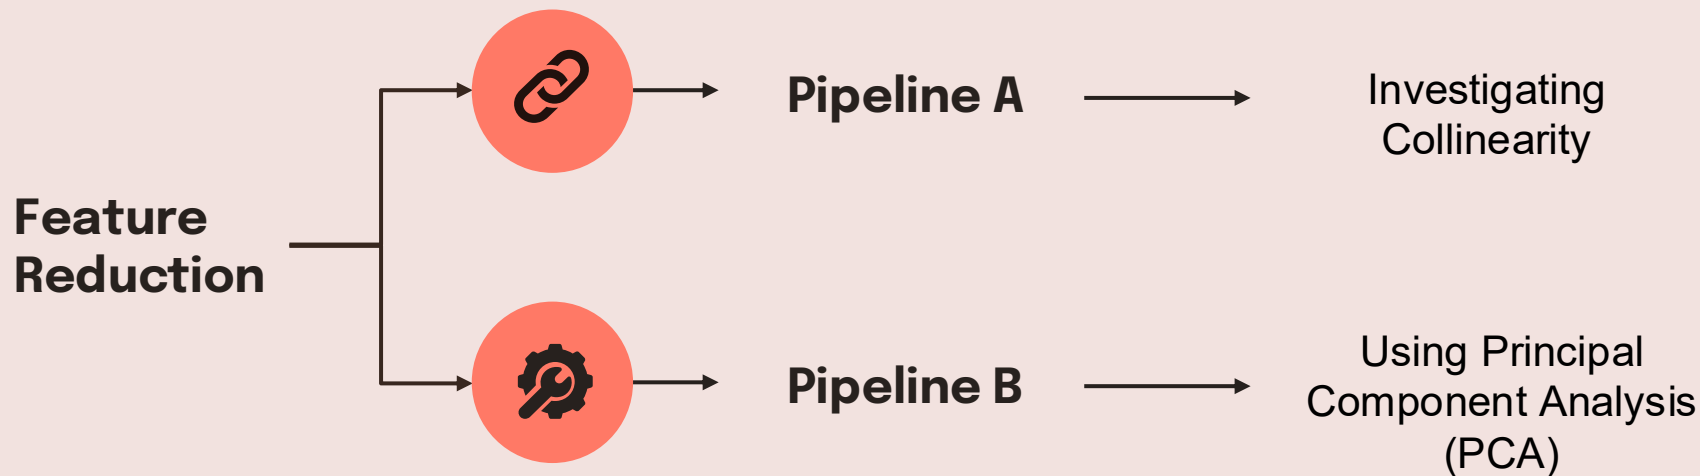 Feature
Reduction
Pipeline A
Investigating
Collinearity
Pipeline B
Using Principal
Component Analysis
(PCA)